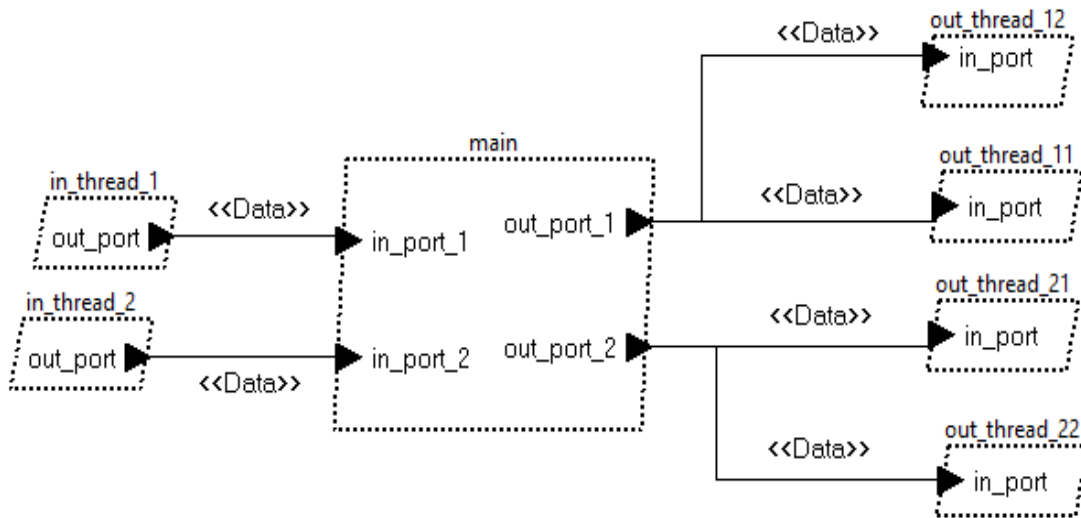 out_thread_12
<<Data>>
in_port
main
out_thread_11
in_thread_1
<<Data>>
<<Data>>
in_port
out_port
in_port_1
out_port_1
in_thread_2
out_thread_21
<<Data>>
in_port
out_port
in_port_2
out_port_2
<<Data>>
out_thread_22
<<Data>>
in_port